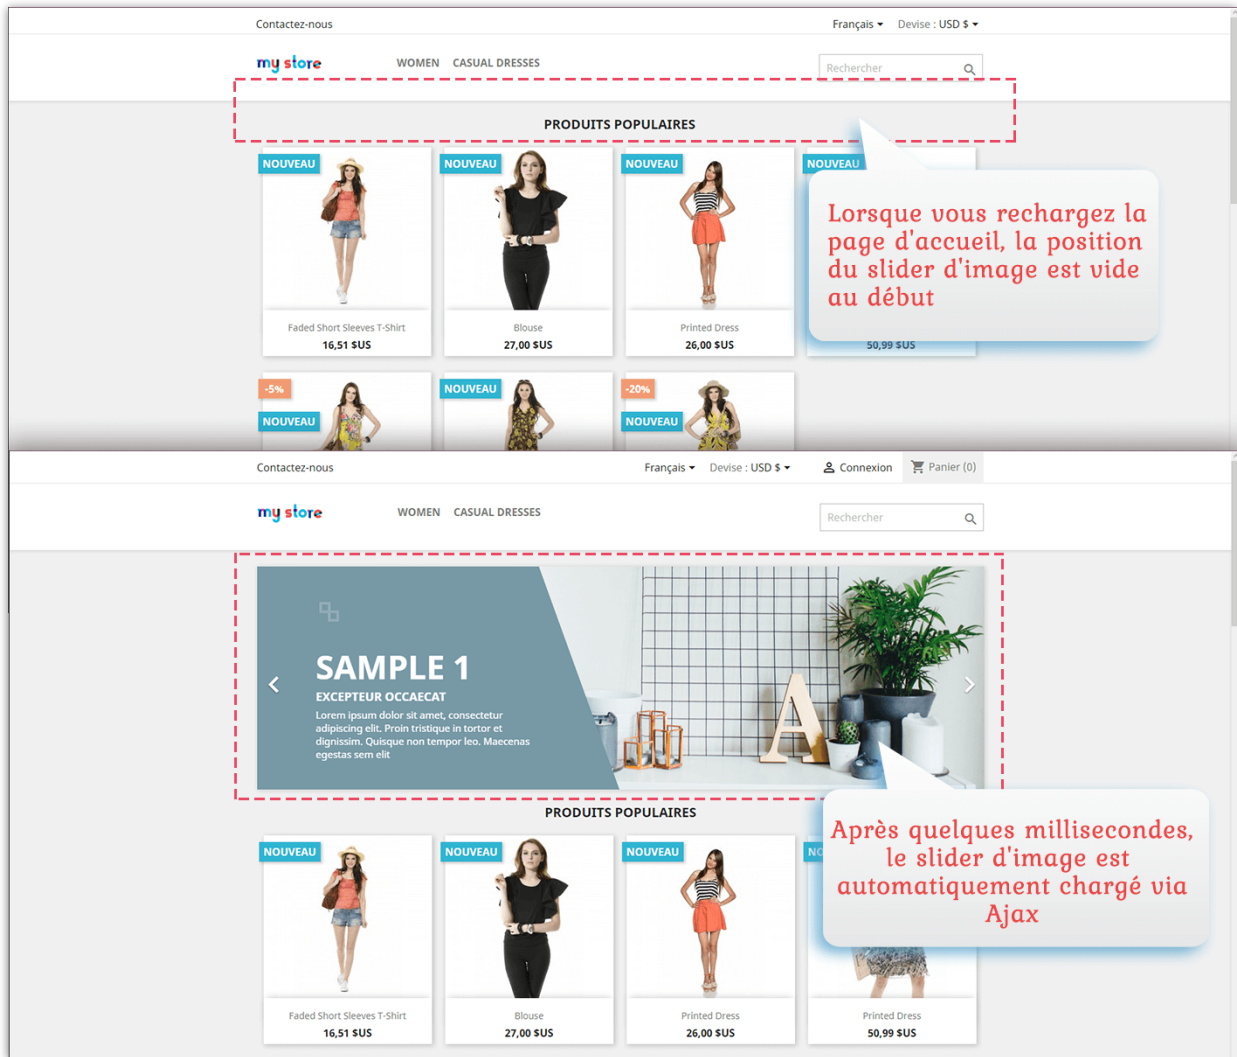 Contactez-nous Français Devise : USD $
my store WOMEN CASUAL DRESSES Rechercher
PRODUITS POPULAIRES
NOUVEAU NOUVEAU NOUVEAU NOUVEAU
Lorsque vous rechargez la
page d'accueil, la position
du slider d'image est vide
au début
Faded Short Sleeves T-Shirt Blouse Printed Dress
16,51 $US 27,00 $US 26,00 $US 50,99 $US
-5% NOUVEAU -20%
NOUVEAU NOUVEAU
Contactez-nous Français Devise : USD $ Connexion Panier (0)
my store WOMEN CASUAL DRESSES Rechercher
SAMPLE 1
EXCEPTEUR OCCAECAT
Lorem ipsum dolor sit amet, consectetur
adipiscing elit. Proin tristique in tortor et
dignissim. Quisque non tempor leo. Maecenas
egestas sem elit
A
PRODUITS POPULAIRES
NOUVEAU NOUVEAU NOUVEAU NO
Après quelques millisecondes,
le slider d'image est
automatiquement chargé via
Ajax
Faded Short Sleeves T-Shirt Blouse Printed Dress Printed Dress
16,51 $US 27,00 $US 26,00 $US 50,99 $US